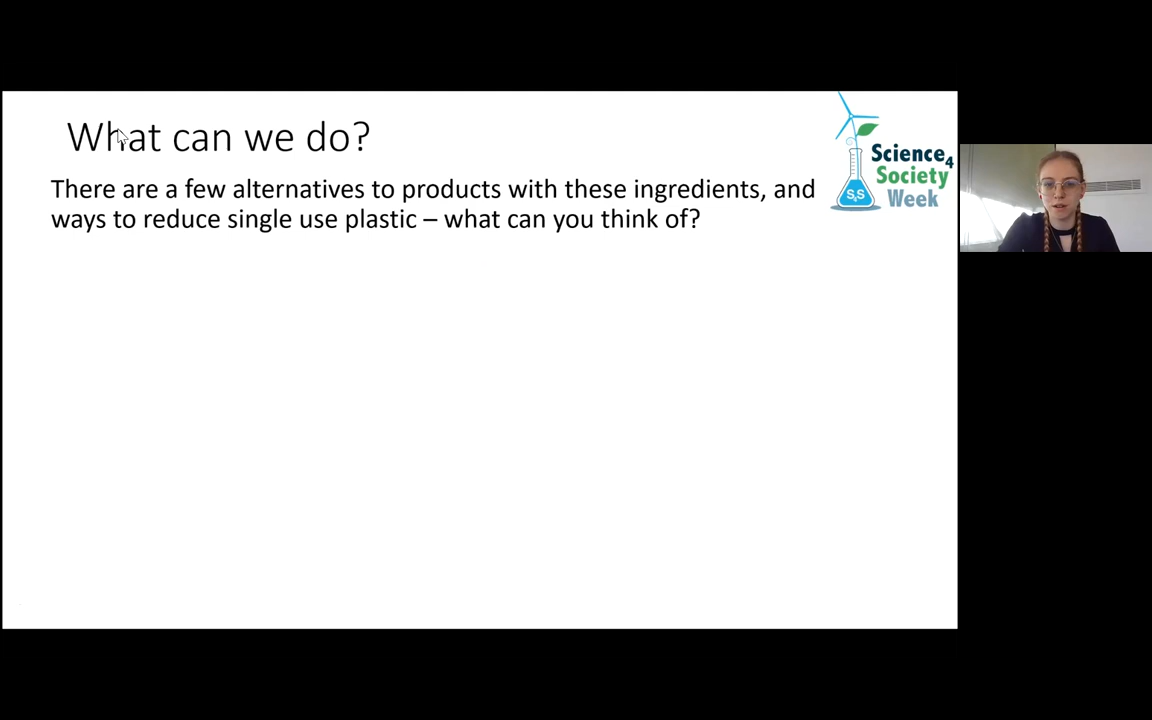 What can we do?
There are a few alternatives to products with these ingredients, and
ways to reduce single use plastic – what can you think of?
Science4
Society
Week
S4S